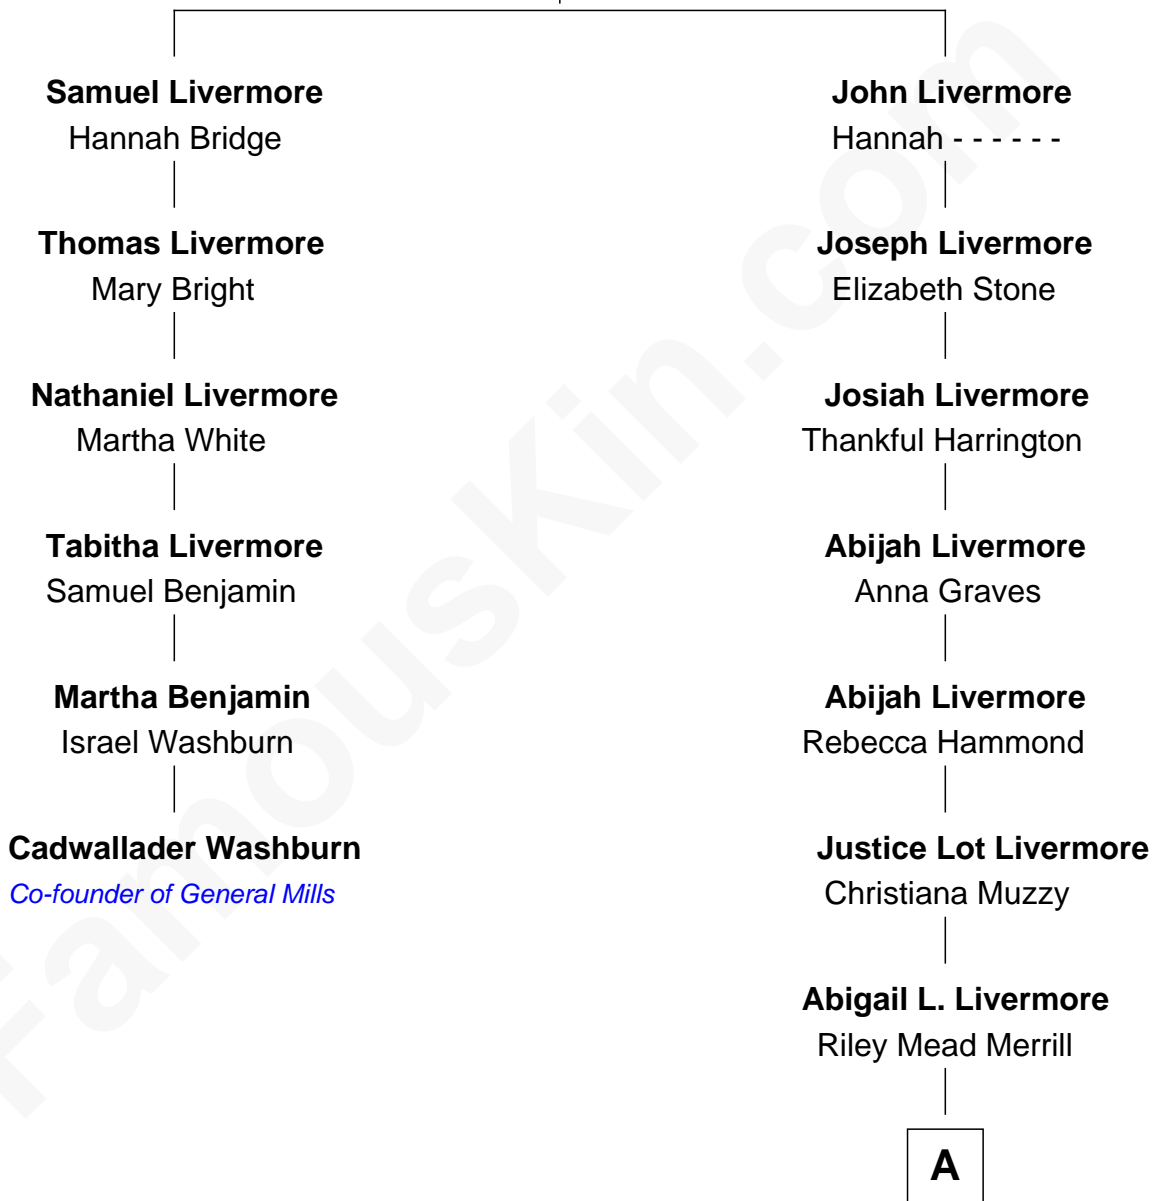 Samuel Livermore
Hannah Bridge
Thomas Livermore
Mary Bright
Nathaniel Livermore
Martha White
Tabitha Livermore
Samuel Benjamin
Martha Benjamin
Israel Washburn
Cadwallader Washburn
Co-founder of General Mills
John Livermore
Hannah - - - - - -
Joseph Livermore
Elizabeth Stone
Josiah Livermore
Thankful Harrington
Abijah Livermore
Anna Graves
Abijah Livermore
Rebecca Hammond
Justice Lot Livermore
Christiana Muzzy
Abigail L. Livermore
Riley Mead Merrill
A
FamousKin.com